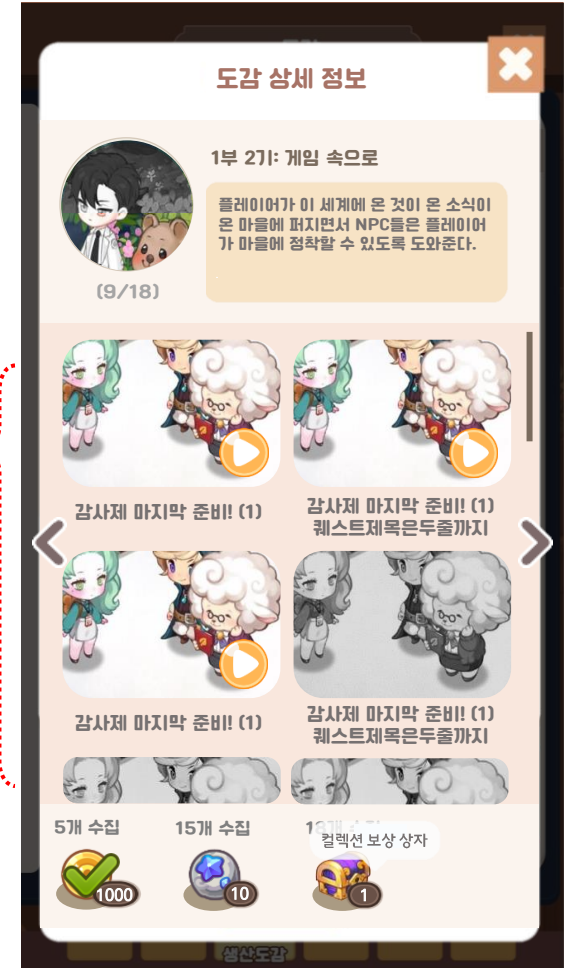 도감 상세 정보
1부 2기: 게임 속으로
플레이어가 이 세계에 온 것이 온 소식이
온 마을에 퍼지면서 NPC들은 플레이어
가 마을에 정착할 수 있도록 도와준다.
(9/18)
감사제 마지막 준비! (1)
감사제 마지막 준비! (1)
퀘스트제목은두줄까지
감사제 마지막 준비! (1)
감사제 마지막 준비! (1)
퀘스트제목은두줄까지
5개 수집
15개 수집
컬렉션 보상 상자
1000
10
1
생산도감